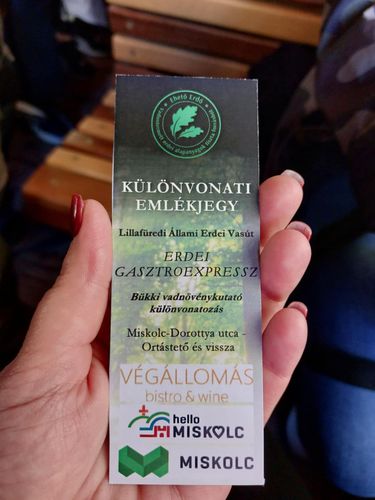 Ehető Erdő
KÜLÖNVONATI
EMLÉKJEGY
Lillafüredi Állami Erdei Vasút
ERDEI
GASZTROEXPRESSZ
Bükki vadnövénykutató
különvonatozás
Miskolc-Dorottya utca -
Ortástető és vissza
VÉGÁLLOMÁS
bistro & wine
hello
MISKOLC
MISKOLC